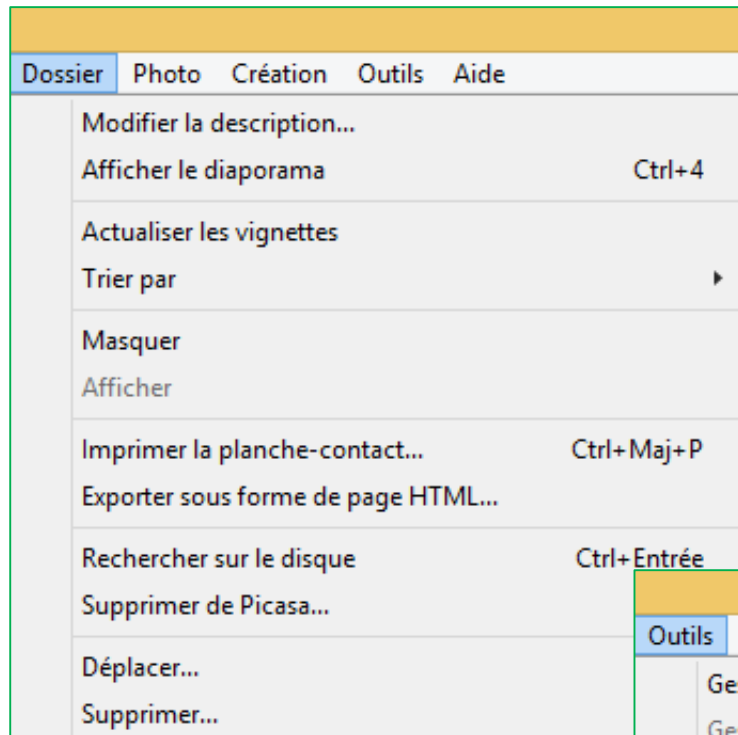 Dossier Photo Création Outils Aide
Modifier la description...
Afficher le diaporama Ctrl+4
Actualiser les vignettes
Trier par
Masquer
Afficher
Imprimer la planche-contact... Ctrl+Maj+P
Exporter sous forme de page HTML...
Rechercher sur le disque Ctrl+Entrée
Supprimer de Picasa...
Outils
Déplacer...
Supprimer...